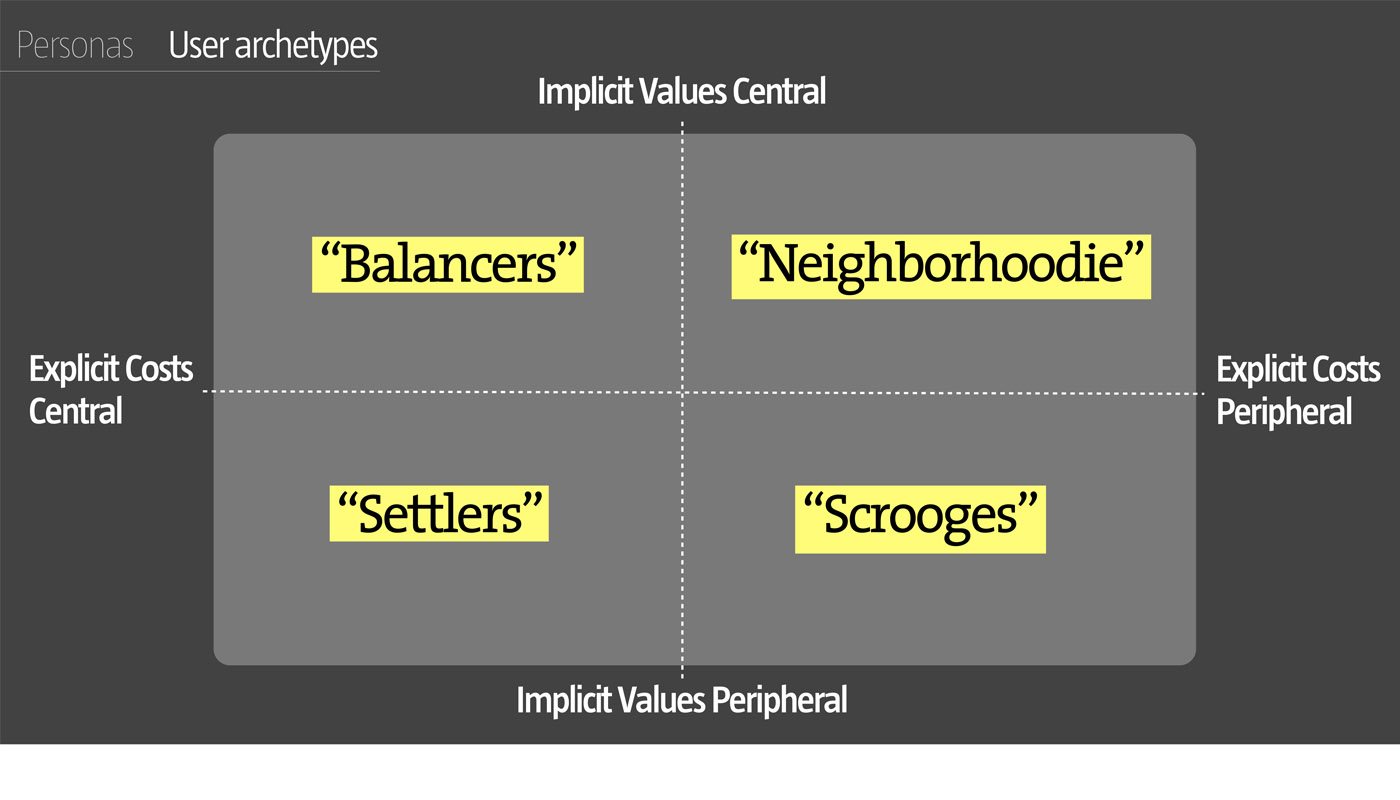 Personas User archetypes
Implicit Values Central
“Balancers”
“Neighborhoodie”
Explicit Costs
Central
Explicit Costs
Peripheral
“Settlers”
“Scrooges”
Implicit Values Peripheral